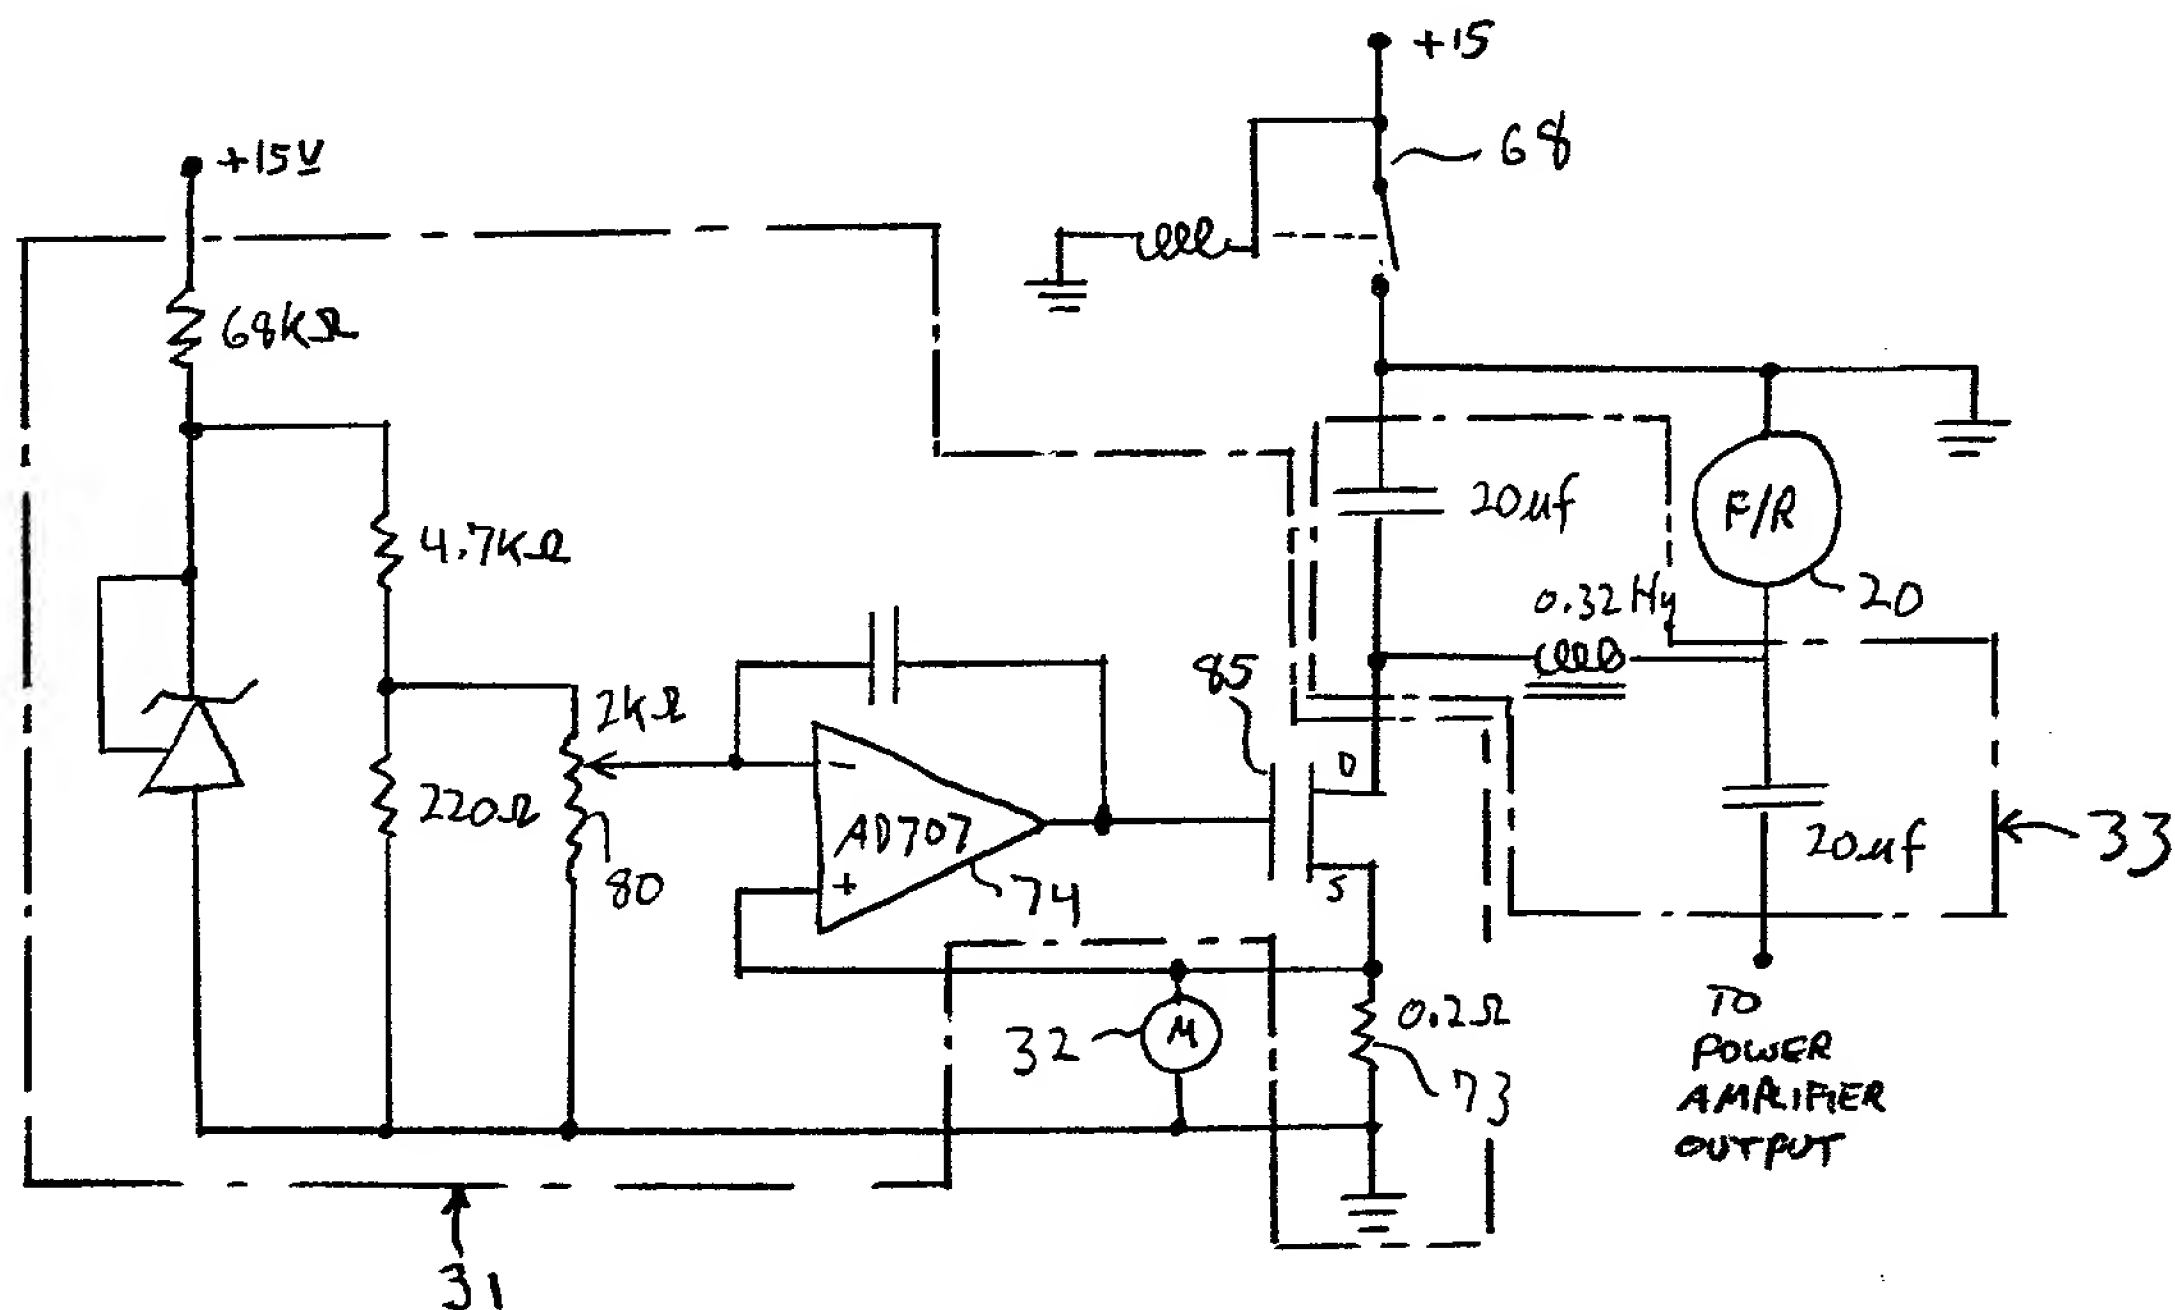 +15
+15V
68
68KΩ
20μf
F/R
4.7KΩ
0.32 Hy
20
2KΩ
85
D
220Ω
AD707
-
+
80
74
S
20μf
33
32
M
0.2Ω
73
TO
POWER
AMPLIFIER
OUTPUT
31